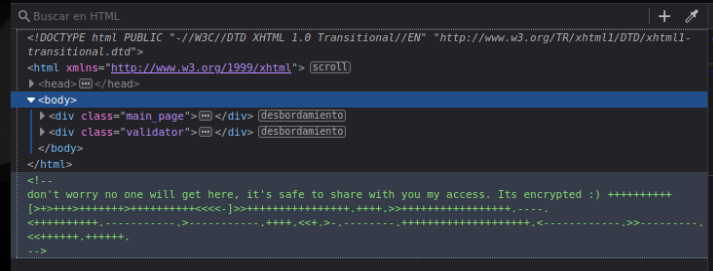 Buscar en HTML
<!DOCTYPE html PUBLIC "-//W3C//DTD XHTML 1.0 Transitional//EN" "http://www.w3.org/TR/xhtml1/DTD/xhtml1-
transitional.dtd">
<html xmlns="http://www.w3.org/1999/xhtml"> scroll
<head> ••• </head>
<body>
<div class="main_page"> ••• </div> desbordamiento
<div class="validator"> ••• </div> desbordamiento
</body>
</html>
<!--
don't worry no one will get here, it's safe to share with you my access. Its encrypted :) ++++++++++
[>+>+++>+++++++>++++++++++<<<<-]>>++++++++++++++++.++++.>>+++++++++++++++++.----.
<++++++++++.-----------.>-----------.++++.<<+.>-.--------.++++++++++++++++++++.<------------.>>---------.
<<++++++.++++++.
-->